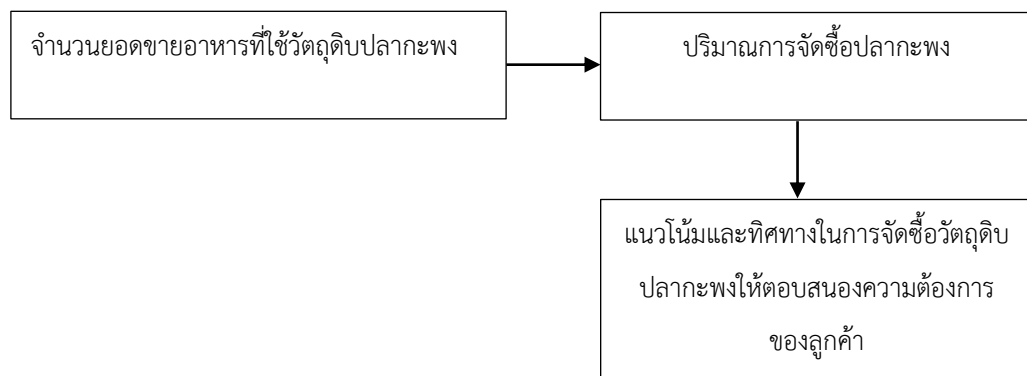 จำนวนยอดขายอาหารที่ใช้วัตถุดิบปลากะพง
ปริมาณการจัดซื้อปลากะพง
แนวโน้มและทิศทางในการจัดซื้อวัตถุดิบ
ปลากะพงให้ตอบสนองความต้องการ
ของลูกค้า